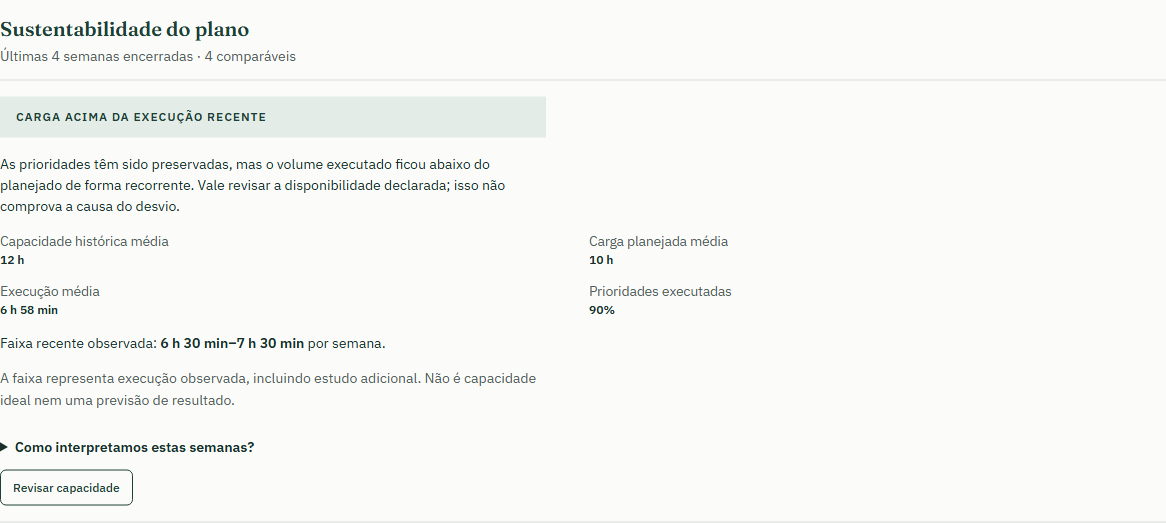 Sustentabilidade do plano
Últimas 4 semanas encerradas · 4 comparáveis
CARGA ACIMA DA EXECUÇÃO RECENTE
As prioridades têm sido preservadas, mas o volume executado ficou abaixo do
planejado de forma recorrente. Vale revisar a disponibilidade declarada; isso não
comprova a causa do desvio.
Capacidade histórica média
12 h
Carga planejada média
10 h
Execução média
6 h 58 min
Prioridades executadas
90%
Faixa recente observada: 6 h 30 min–7 h 30 min por semana.
A faixa representa execução observada, incluindo estudo adicional. Não é capacidade
ideal nem uma previsão de resultado.
Como interpretamos estas semanas?
Revisar capacidade